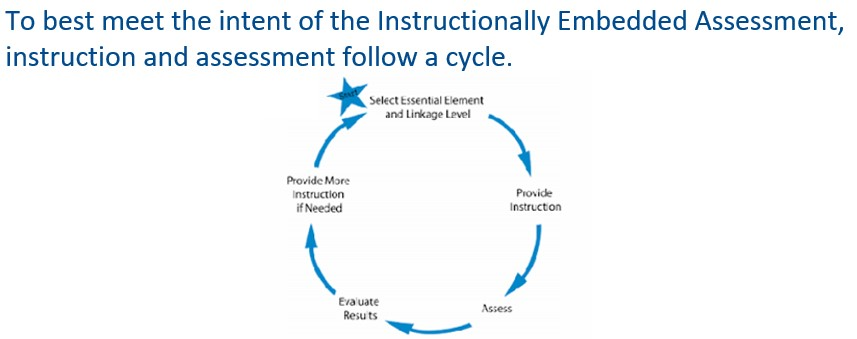 To best meet the intent of the Instructionally Embedded Assessment,
instruction and assessment follow a cycle.
Start
Select Essential Element
and Linkage Level
Provide
Instruction
Assess
Evaluate
Results
Provide More
Instruction
if Needed